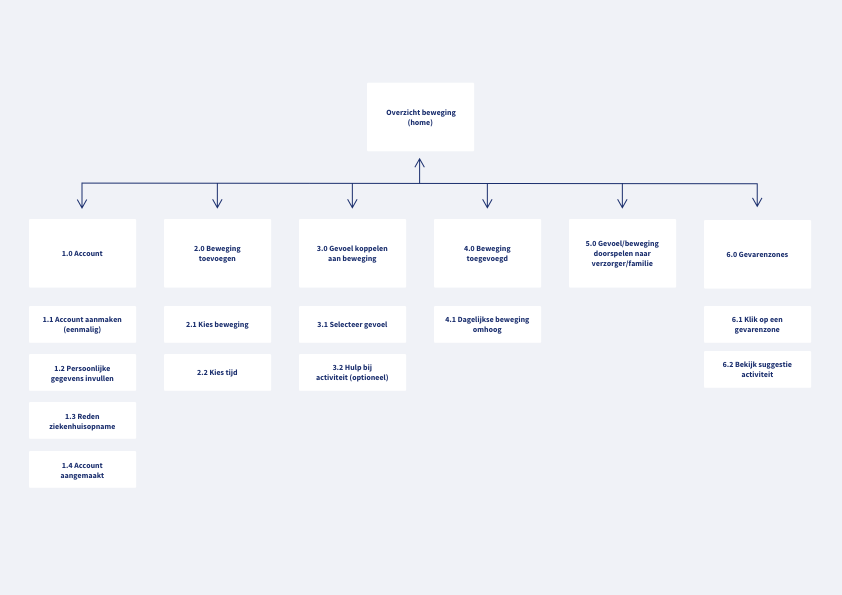 Overzicht beweging
(home)
1.0 Account
2.0 Beweging
toevoegen
3.0 Gevoel koppelen
aan beweging
4.0 Beweging
toegevoegd
5.0 Gevoel/beweging
doorspelen naar
verzorger/familie
6.0 Gevarenzones
1.1 Account aanmaken
(eenmalig)
2.1 Kies beweging
3.1 Selecteer gevoel
4.1 Dagelijkse beweging
omhoog
6.1 Klik op een
gevarenzone
1.2 Persoonlijke
gegevens invullen
2.2 Kies tijd
3.2 Hulp bij
activiteit (optioneel)
6.2 Bekijk suggestie
activiteit
1.3 Reden
ziekenhuisopname
1.4 Account
aangemaakt